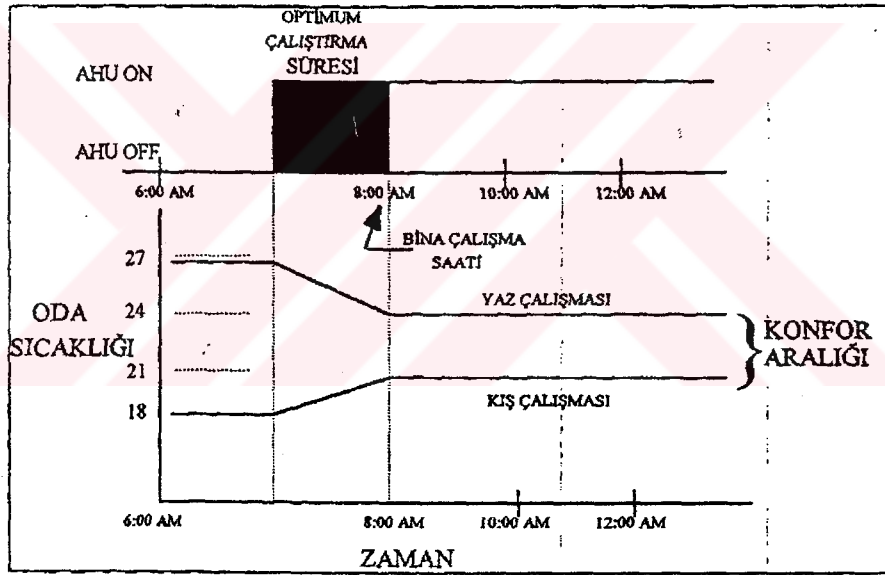 OPTİMUM
ÇALIŞTIRMA
SÜRESİ
AHU ON
AHU OFF
6:00 AM
8:00 AM
10:00 AM
12:00 AM
BİNA ÇALIŞMA
SAATİ
27
24
21
18
ODA
SICAKLIĞI
YAZ ÇALIŞMASI
KIŞ ÇALIŞMASI
KONFOR
ARALIĞI
6:00 AM
8:00 AM
10:00 AM
12:00 AM
ZAMAN